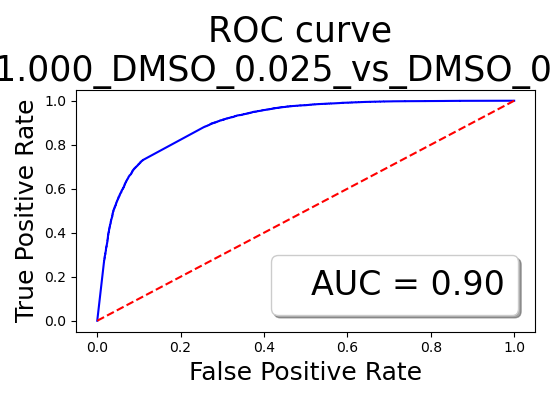 ROC curve
1.000_DMSO_0.025_vs_DMSO_0
True Positive Rate
1.0
0.8
0.6
0.4
0.2
0.0
AUC = 0.90
0.0 0.2 0.4 0.6 0.8 1.0
False Positive Rate